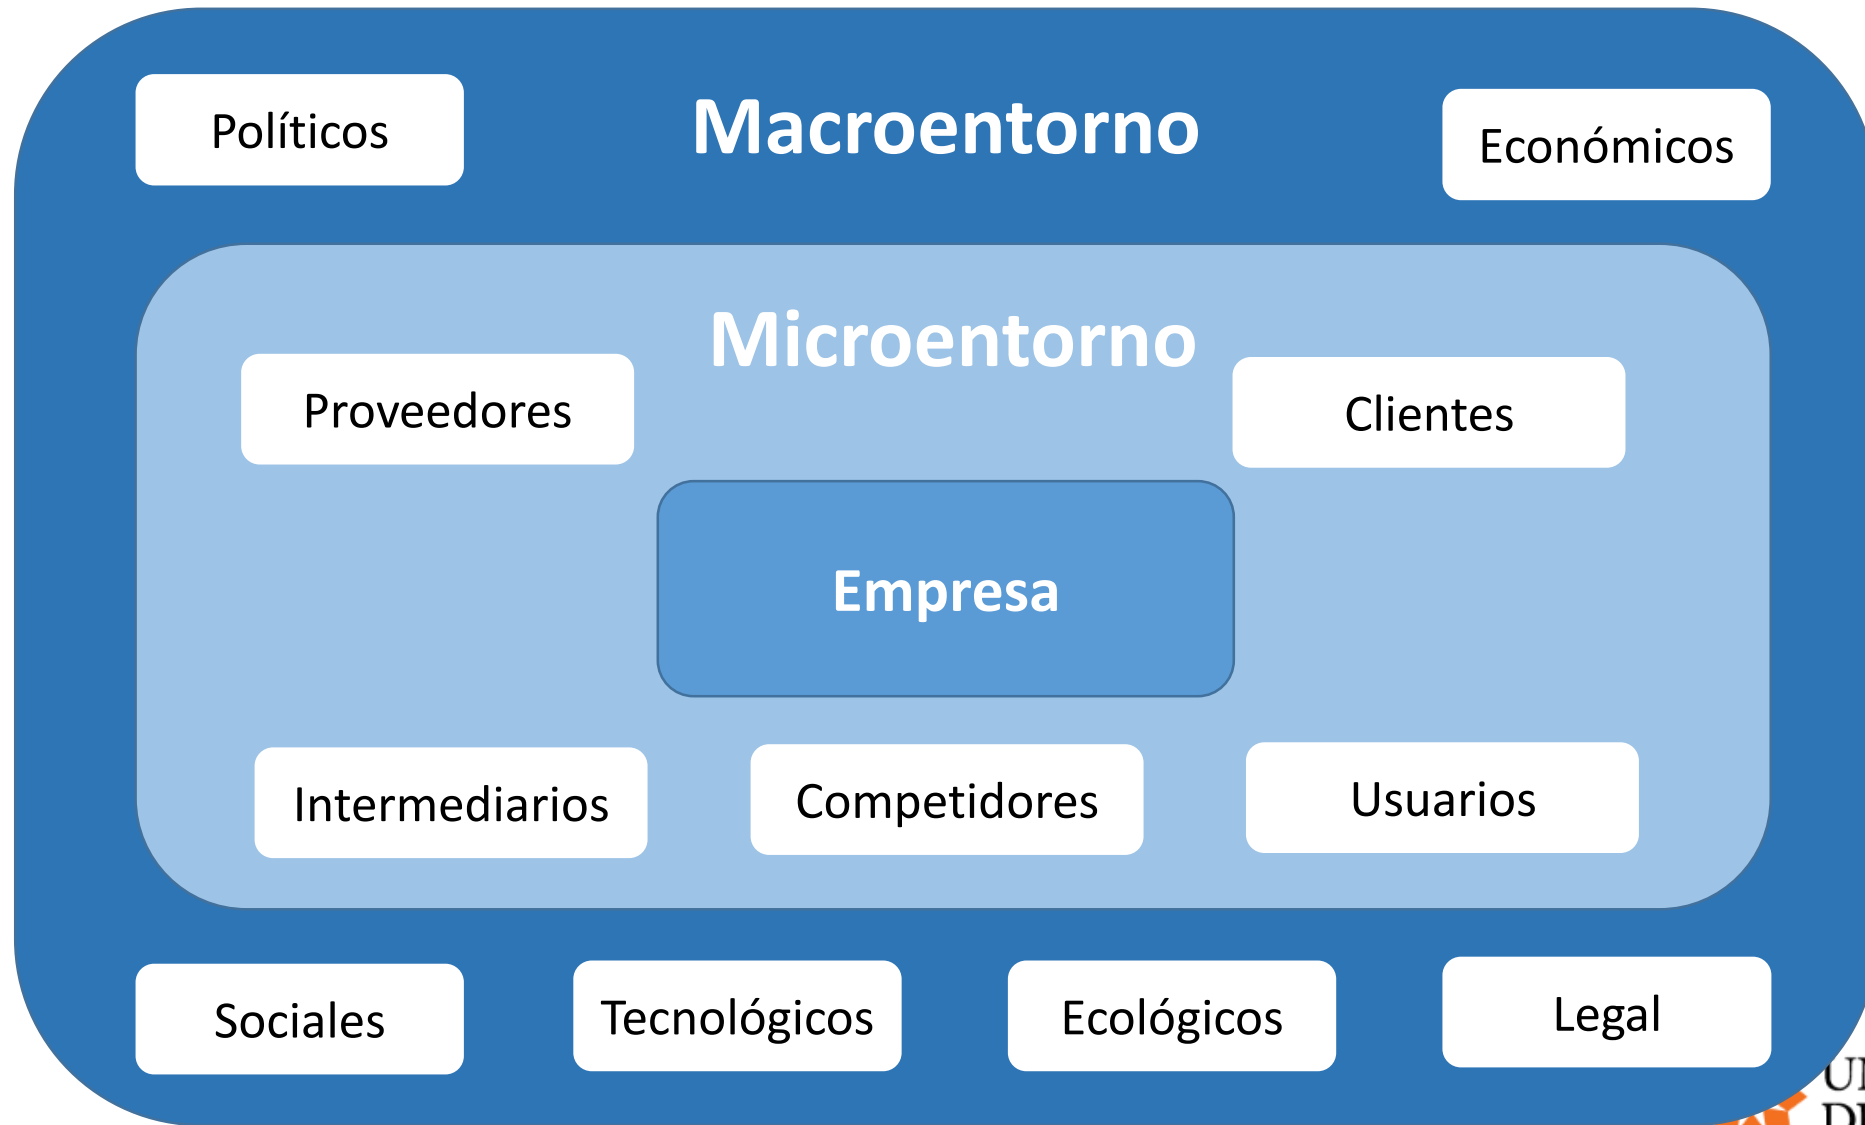 Políticos
Macroentorno
Económicos
Microentorno
Proveedores
Clientes
Empresa
Intermediarios
Competidores
Usuarios
Sociales
Tecnológicos
Ecológicos
Legal